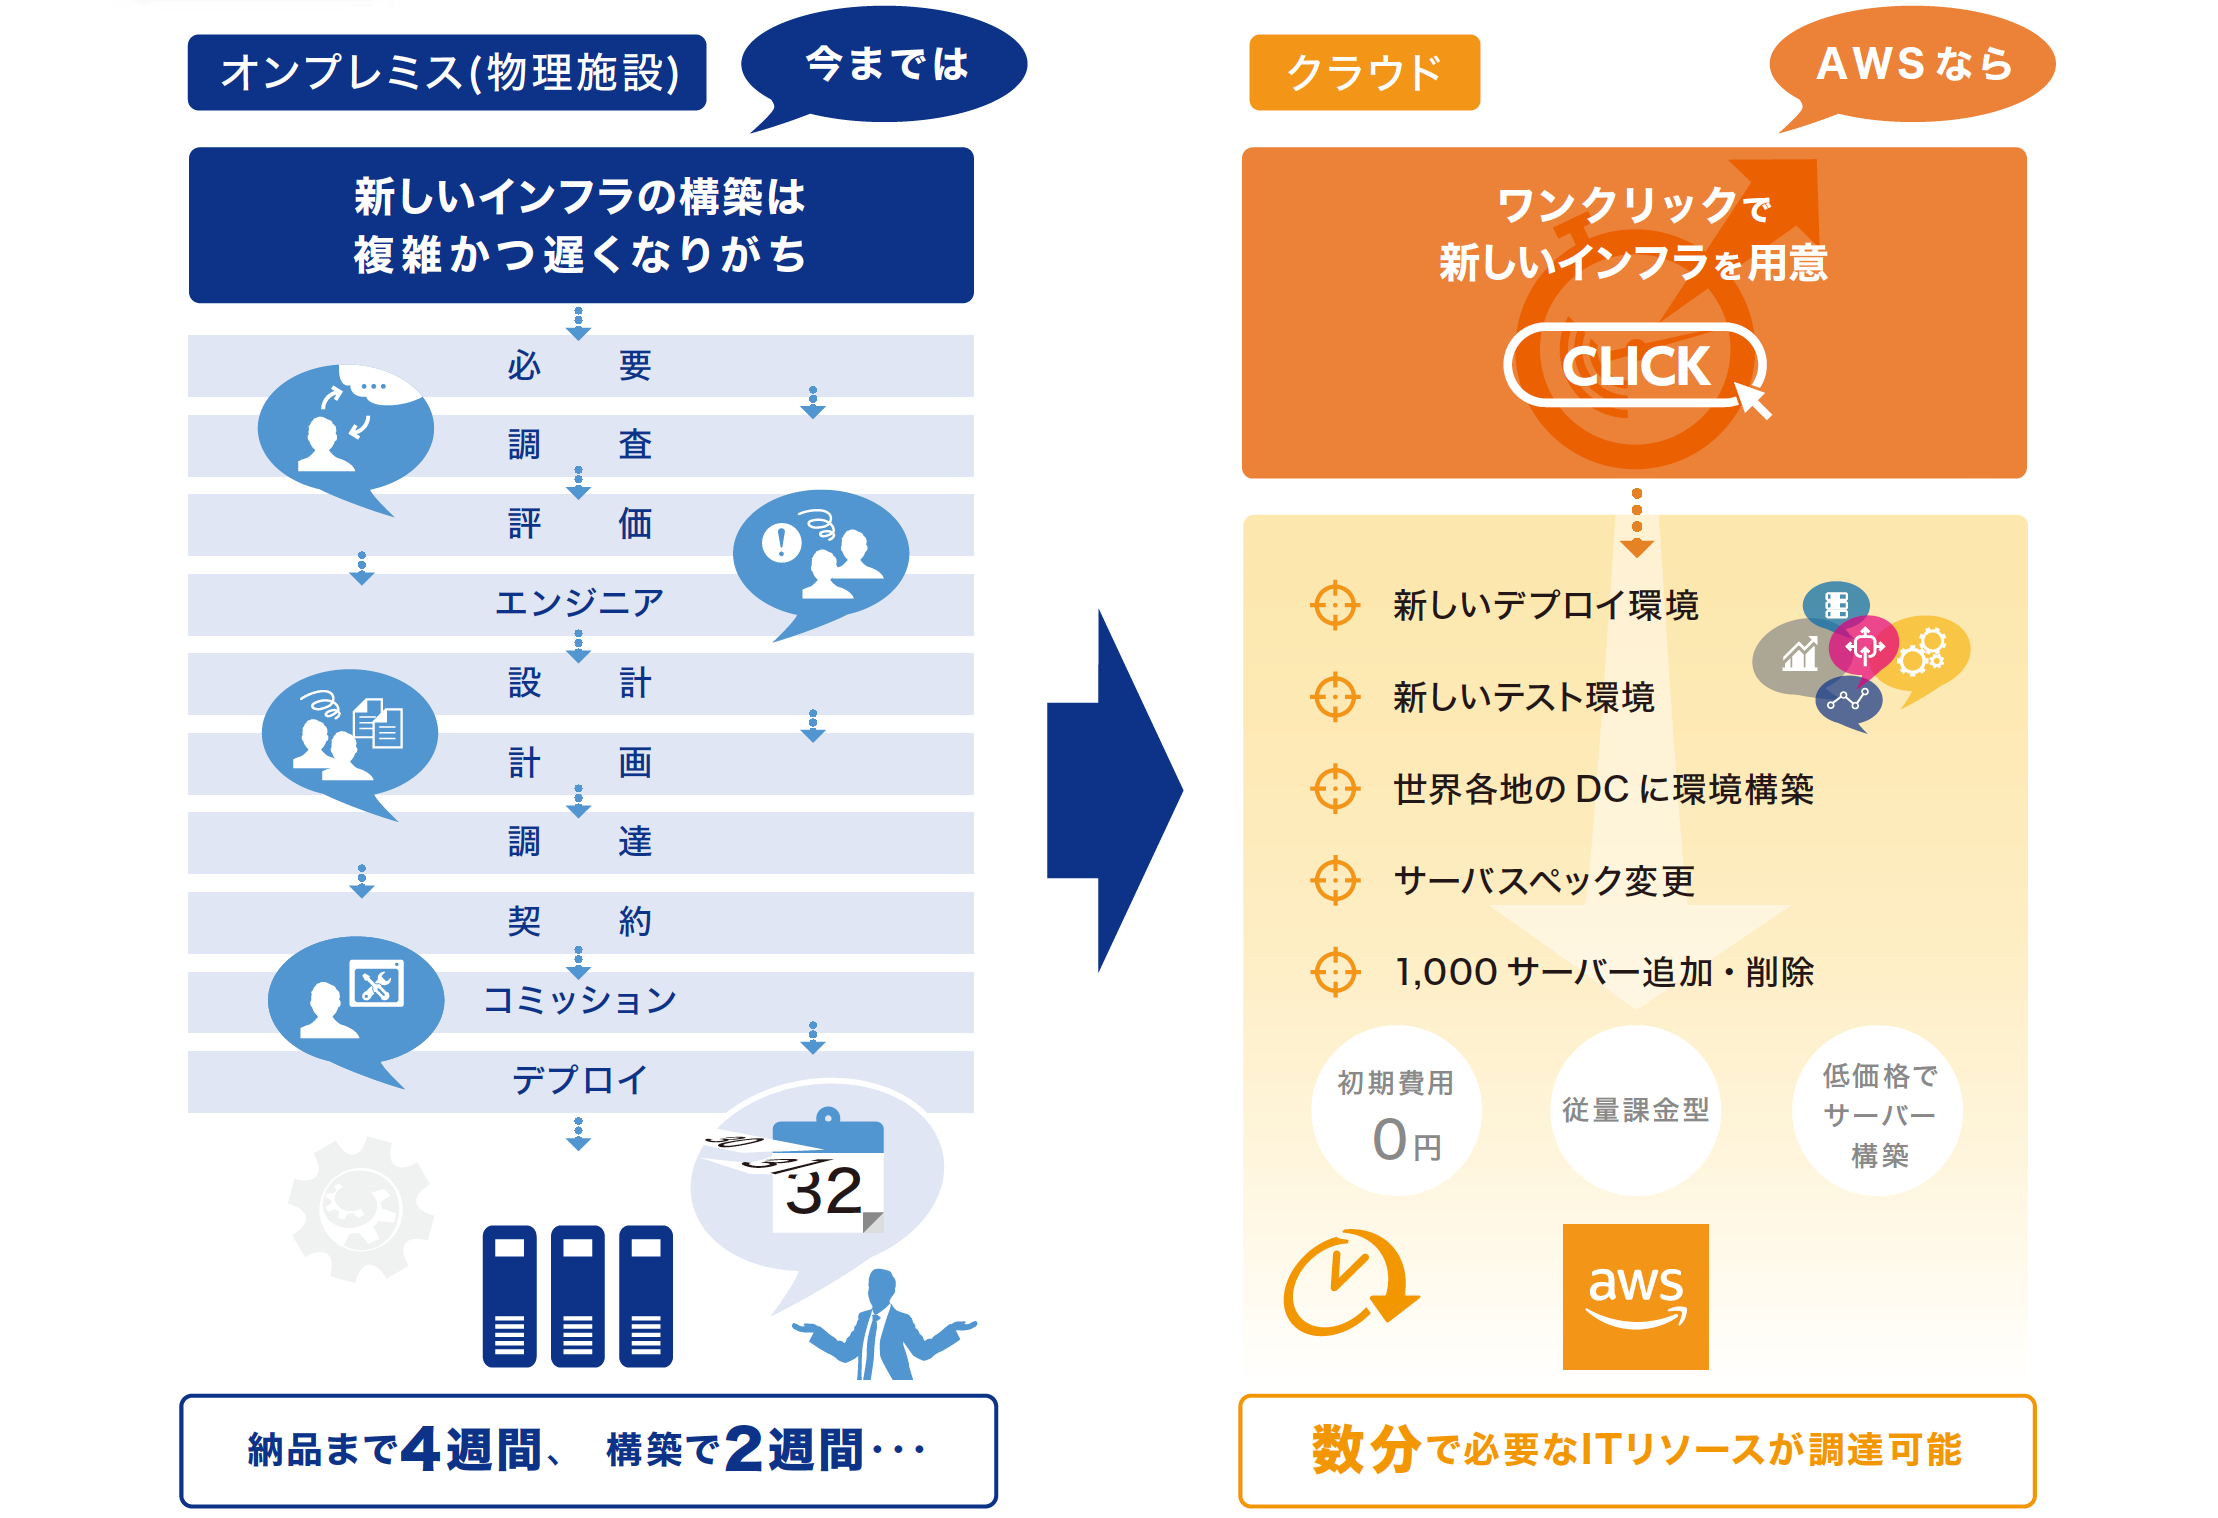 オンプレミス(物理施設)
今までは
新しいインフラの構築は
複雑かつ遅くなりがち
必要
調査
評価
エンジニア
設計
計画
調達
契約
コミッション
デプロイ
30
31
32
納品まで4週間、 構築で2週間･･･
クラウド
AWSなら
ワンクリックで
新しいインフラを用意
CLICK
新しいデプロイ環境
新しいテスト環境
世界各地のDCに環境構築
サーバスペック変更
1,000サーバー追加・削除
初期費用
0円
従量課金型
低価格で
サーバー
構築
aws
数分で必要なITリソースが調達可能